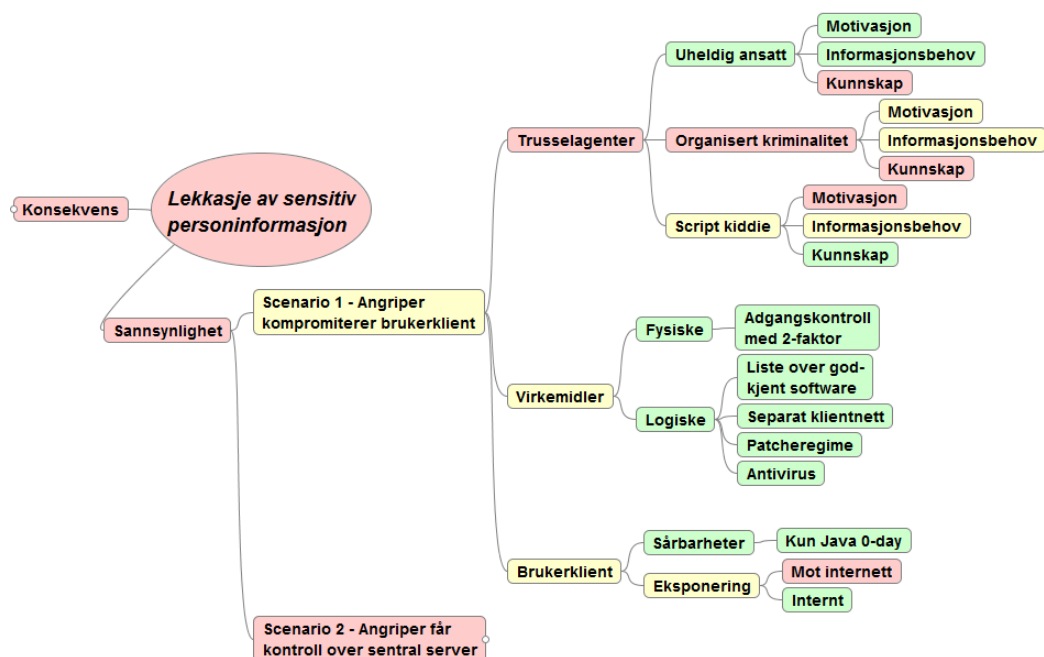 Lekkasje av sensitiv
personinformasjon
Konsekvens
Sannsynlighet
Scenario 1 - Angriper
kompromiterer brukerklient
Trusselagenter
Uheldig ansatt
Motivasjon
Informasjonsbehov
Kunnskap
Organisert kriminalitet
Motivasjon
Informasjonsbehov
Kunnskap
Script kiddie
Motivasjon
Informasjonsbehov
Kunnskap
Virkemidler
Fysiske
Adgangskontroll
med 2-faktor
Logiske
Liste over god-
kjent software
Separat klientnett
Patcheregime
Antivirus
Brukerklient
Sårbarheter
Kun Java 0-day
Eksponering
Mot internett
Internt
Scenario 2 - Angriper får
kontroll over sentral server